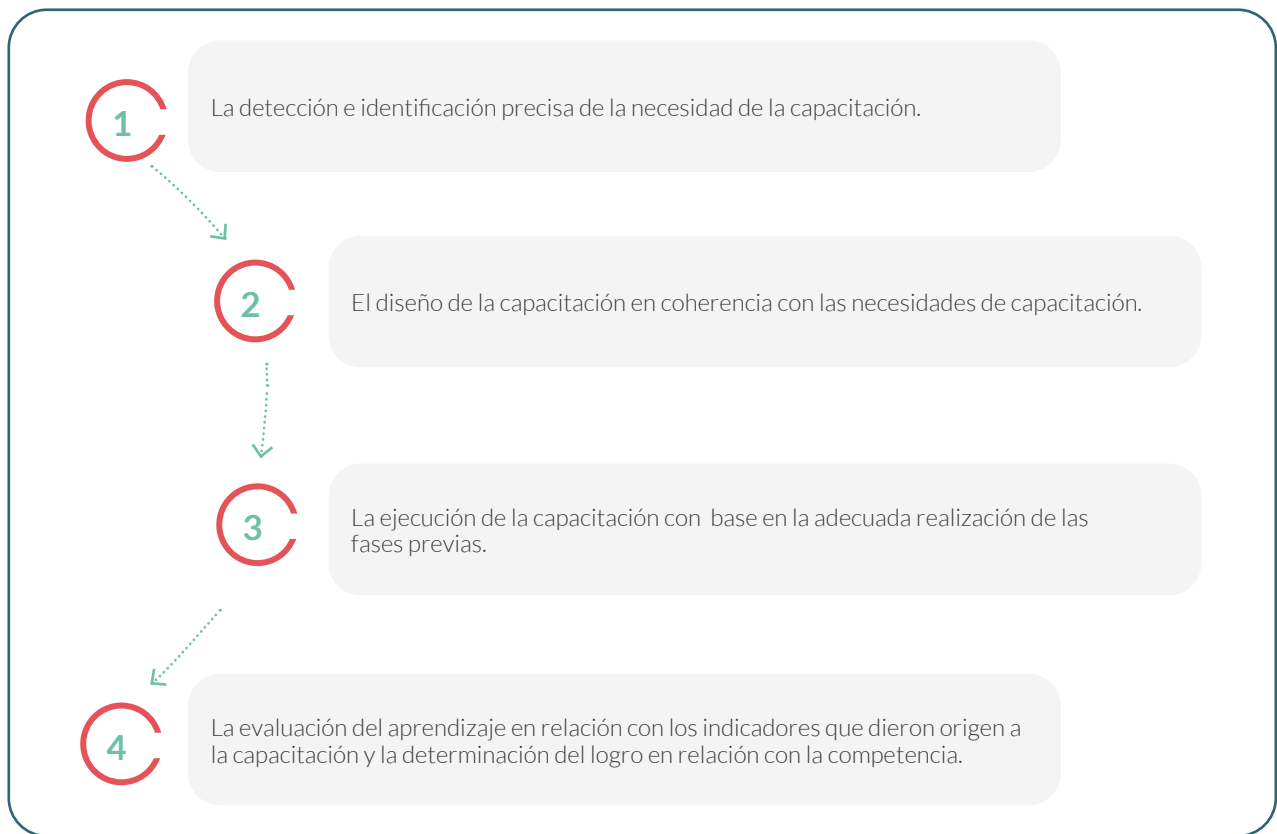 1
La detección e identificación precisa de la necesidad de la capacitación.
2
El diseño de la capacitación en coherencia con las necesidades de capacitación.
3
La ejecución de la capacitación con  base en la adecuada realización de las
fases previas.
4
La evaluación del aprendizaje en relación con los indicadores que dieron origen a
la capacitación y la determinación del logro en relación con la competencia.